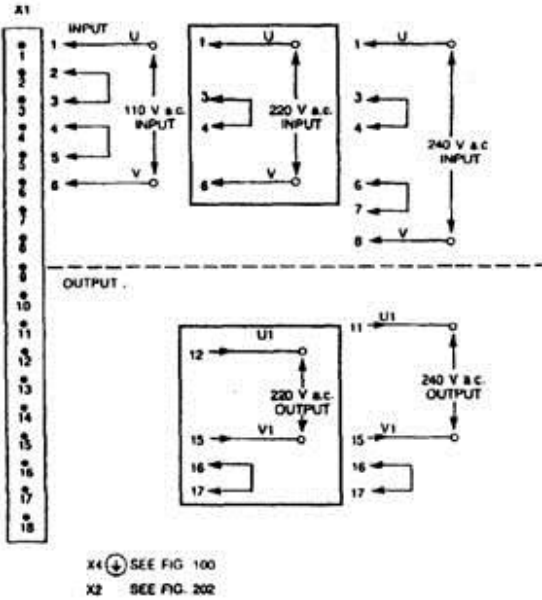 X1
1
2
3
4
5
6
7
8
9
10
11
12
13
14
15
16
17
18
INPUT
1 U
2
3
4
5
6 V
110 V a.c.
INPUT
1 U
3
4
6 V
220 V a.c.
INPUT
1 U
3
4
6
7
8 V
240 V a.c.
INPUT
OUTPUT.
12 U1
220 V a.c.
OUTPUT
15 V1
16
17
11 U1
240 V a.c.
OUTPUT
15 V1
16
17
X4 SEE FIG 100
X2 SEE FIG. 202